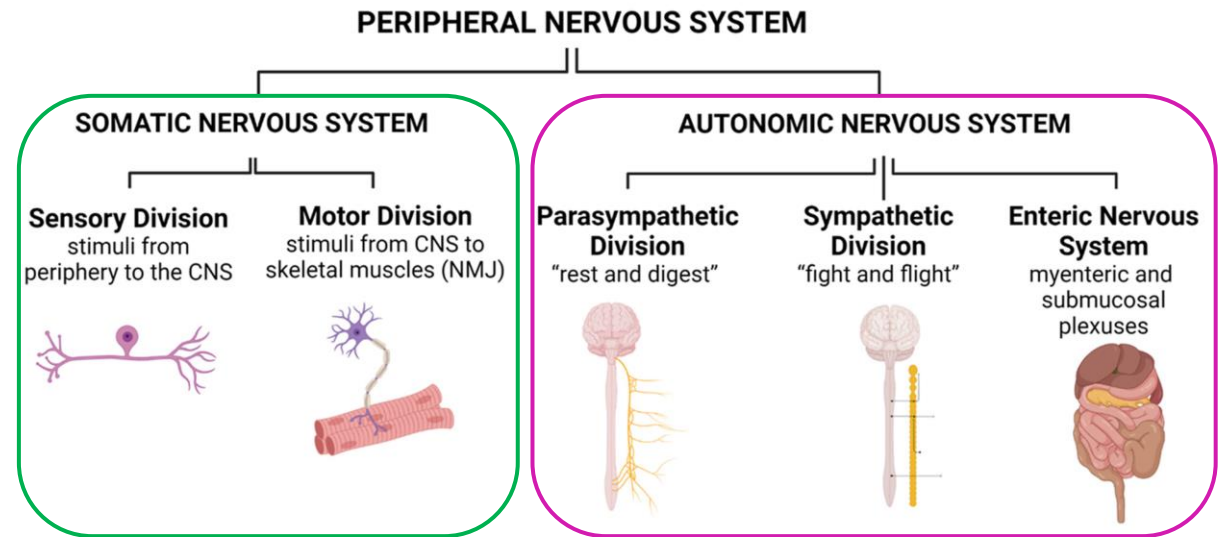 PERIPHERAL NERVOUS SYSTEM
SOMATIC NERVOUS SYSTEM
Sensory Division
stimuli from
periphery to the CNS
Motor Division
stimuli from CNS to
skeletal muscles (NMJ)
AUTONOMIC NERVOUS SYSTEM
Parasympathetic
Division
“rest and digest”
Sympathetic
Division
“fight and flight”
Enteric Nervous
System
myenteric and
submucosal
plexuses